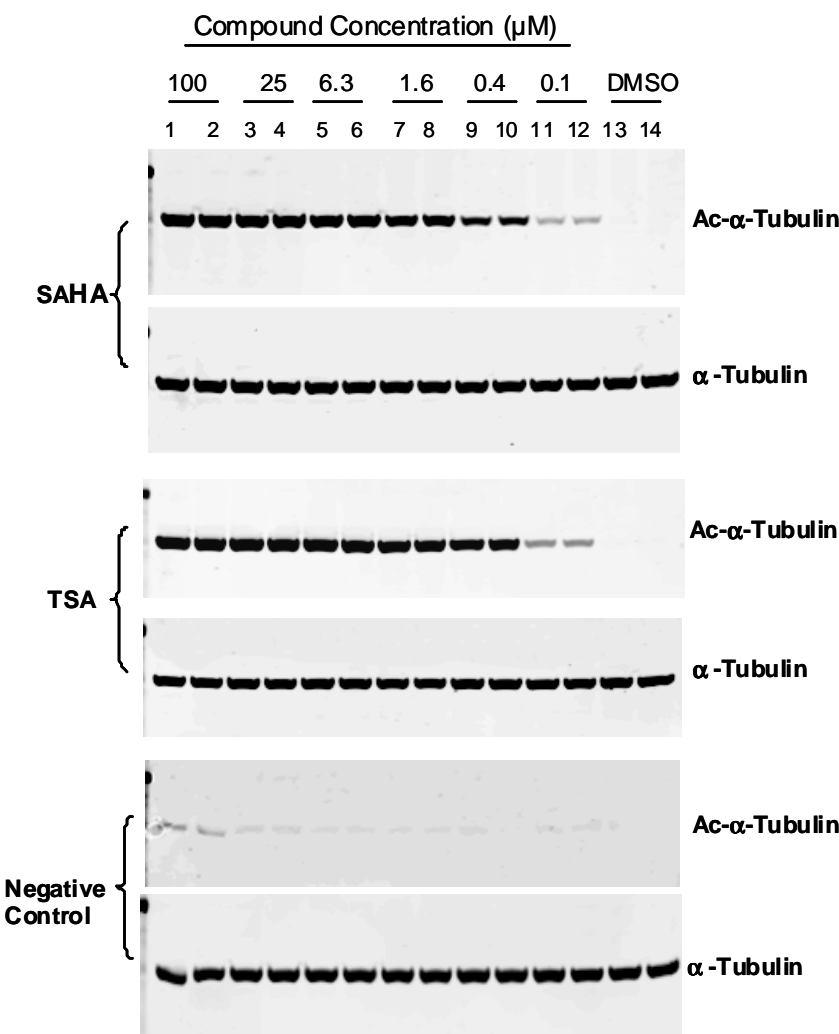 Compound Concentration (µM)
100 25 6.3 1.6 0.4 0.1 DMSO
1 2 3 4 5 6 7 8 9 10 11 12 13 14
Ac-α-Tubulin
SAHA
α-Tubulin
Ac-α-Tubulin
TSA
α-Tubulin
Ac-α-Tubulin
Negative
Control
α-Tubulin